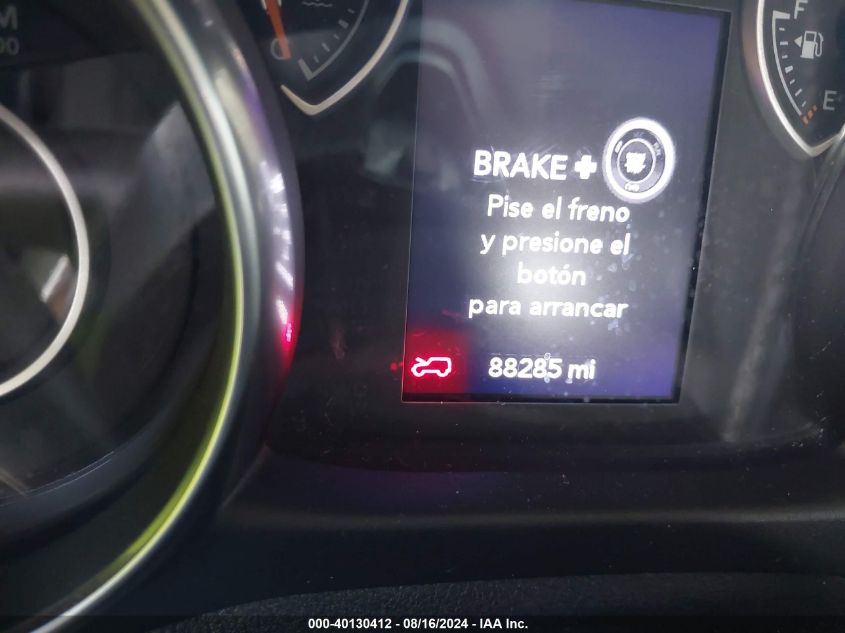 F
E
C
BRAKE +
Pise el freno
y presione el
botón
para arrancar
88285 mi
000-40130412 - 08/16/2024 - IAA Inc.